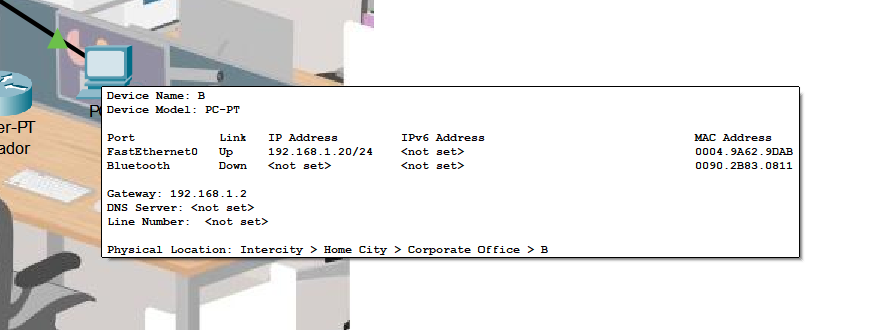 P
er-PT
ador
Device Name: B
Device Model: PC-PT
Port Link IP Address IPv6 Address MAC Address
FastEthernet0 Up 192.168.1.20/24 <not set> 0004.9A62.9DAB
Bluetooth Down <not set> <not set> 0090.2B83.0811
Gateway: 192.168.1.2
DNS Server: <not set>
Line Number: <not set>
Physical Location: Intercity > Home City > Corporate Office > B